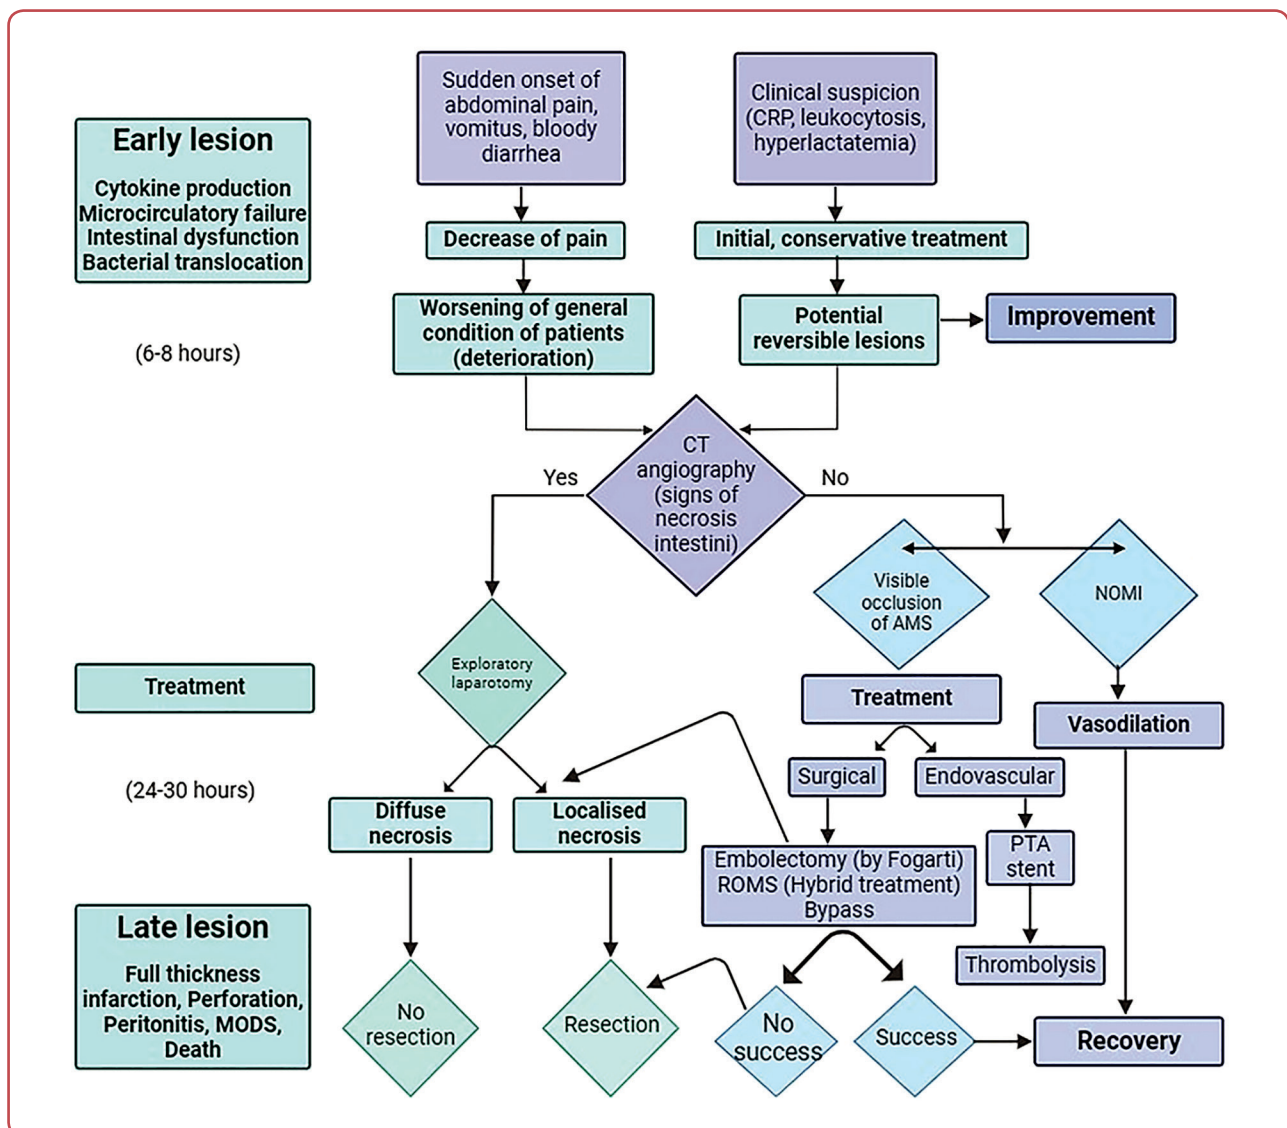 Sudden onset of
abdominal pain,
vomitus, bloody
diarrhea
Clinical suspicion
(CRP, leukocytosis,
hyperlactatemia)
Early lesion
Cytokine production
Microcirculatory failure
Intestinal dysfunction
Bacterial translocation
(6-8 hours)
Decrease of pain
Initial, conservative treatment
Worsening of general
condition of patients
(deterioration)
Potential
reversible lesions
Improvement
CT
angiography
(signs of
necrosis
intestini)
Yes
No
Visible
occlusion
of AMS
NOMI
Exploratory
laparotomy
Treatment
(24-30 hours)
Treatment
Vasodilation
Surgical
Endovascular
Diffuse
necrosis
Localised
necrosis
Embolectomy (by Fogarti)
ROMS (Hybrid treatment)
Bypass
PTA
stent
Thrombolysis
Late lesion
Full thickness
infarction, Perforation,
Peritonitis, MODS,
Death
No
resection
Resection
No
success
Success
Recovery